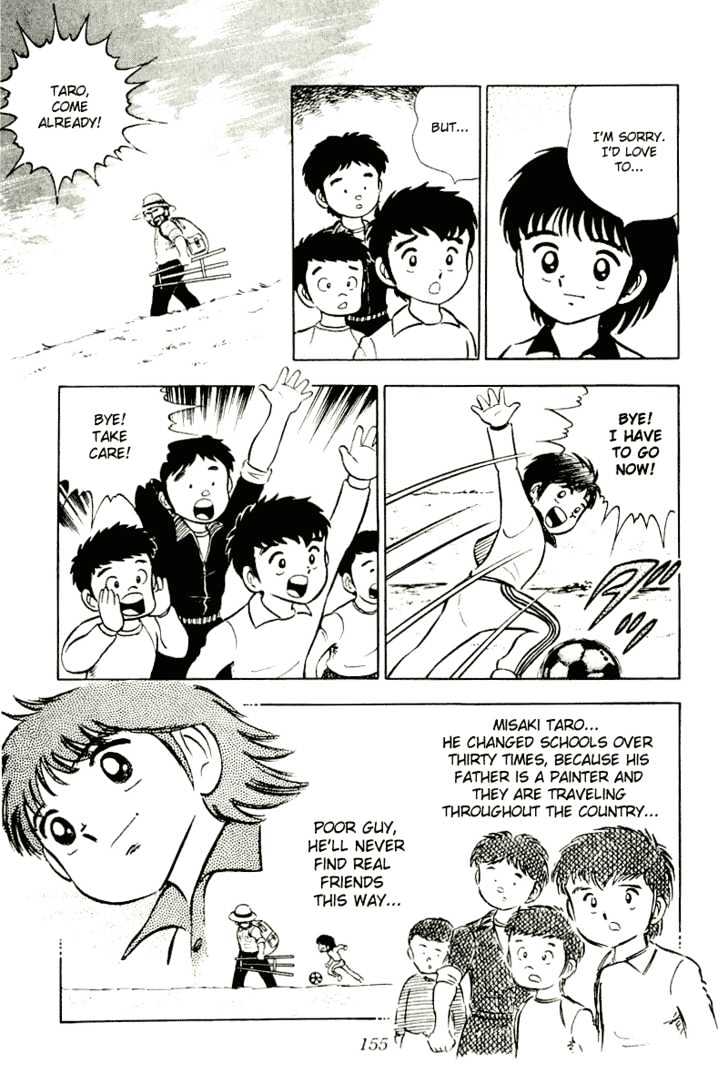 I'M SORRY.
I'D LOVE
TO...
BUT...
TARO,
COME
ALREADY!
BYE!
I HAVE
TO GO
NOW!
BYE!
TAKE
CARE!
MISAKI TARO...
HE CHANGED SCHOOLS OVER
THIRTY TIMES, BECAUSE HIS
FATHER IS A PAINTER AND
THEY ARE TRAVELING
THROUGHOUT THE COUNTRY...
POOR GUY,
HE'LL NEVER
FIND REAL
FRIENDS
THIS WAY...
155